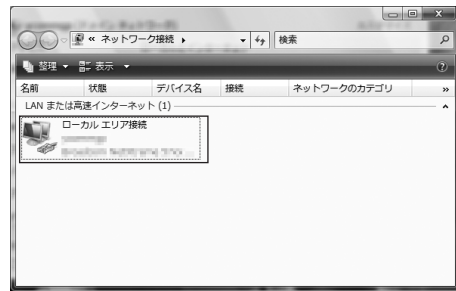 « ネットワーク接続 ▸
検索
整理 ▼ 表示 ▼
名前 状態 デバイス名 接続 ネットワークのカテゴリ »
LAN または高速インターネット (1)
ローカル エリア接続